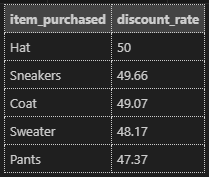 item_purchased discount_rate
Hat 50
Sneakers 49.66
Coat 49.07
Sweater 48.17
Pants 47.37